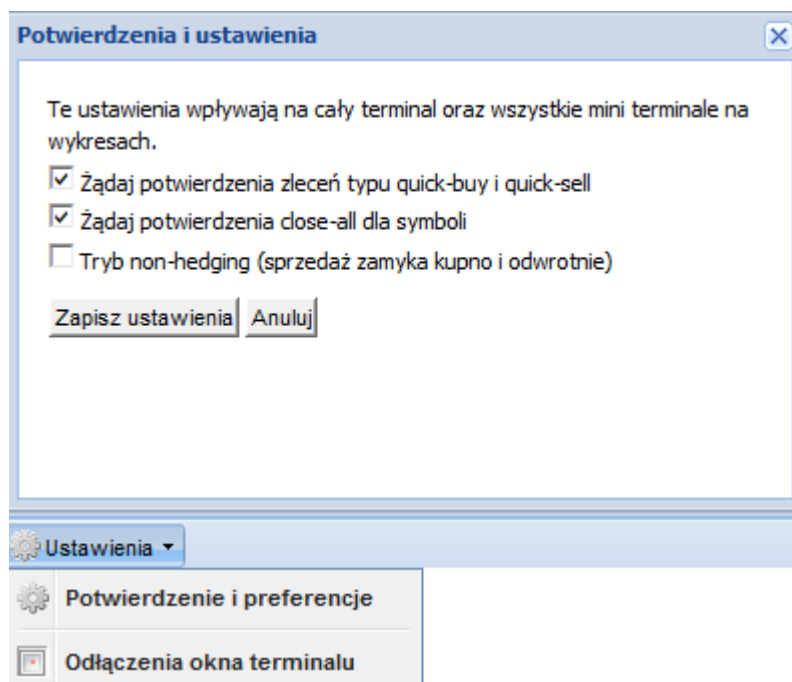 Potwierdzenia i ustawienia
Te ustawienia wpływają na cały terminal oraz wszystkie mini terminale na
wykresach.
Żądaj potwierdzenia zleceń typu quick-buy i quick-sell
Żądaj potwierdzenia close-all dla symboli
Tryb non-hedging (sprzedaż zamyka kupno i odwrotnie)
Zapisz ustawienia Anuluj
Ustawienia
Potwierdzenie i preferencje
Odłączenia okna terminalu